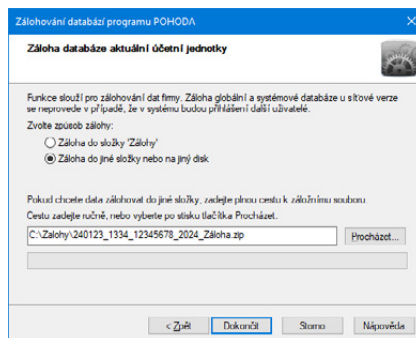 Zálohování databází programu POHODA
Záloha databáze aktuální účetní jednotky
Funkce slouží pro zálohování dat firmy. Záloha globální a systémové databáze u síťové verze
se neprovede v případě, že v systému budou přihlášení další uživatelé.
Zvolte způsob zálohy:
Záloha do složky 'Zálohy'
Záloha do jiné složky nebo na jiný disk
Pokud chcete data zálohovat do jiné složky, zadejte plnou cestu k záložnímu souboru.
Cestu zadejte ručně, nebo vyberte po stisku tlačítka Procházet.
C:\Zalohy\240123_1334_12345678_2024_Záloha.zip
Procházet...
< Zpět
Dokončit
Storno
Nápověda